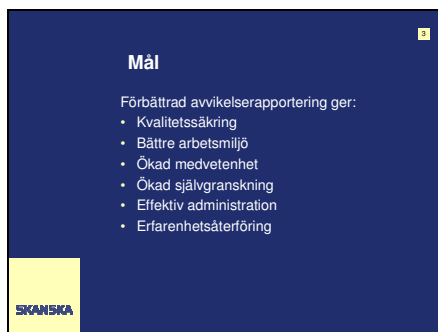 3
Mål
Förbättrad avvikelserapportering ger:
• Kvalitetssäkring
• Bättre arbetsmiljö
• Ökad medvetenhet
• Ökad självgranskning
• Effektiv administration
• Erfarenhetsåterföring
SKANSKA